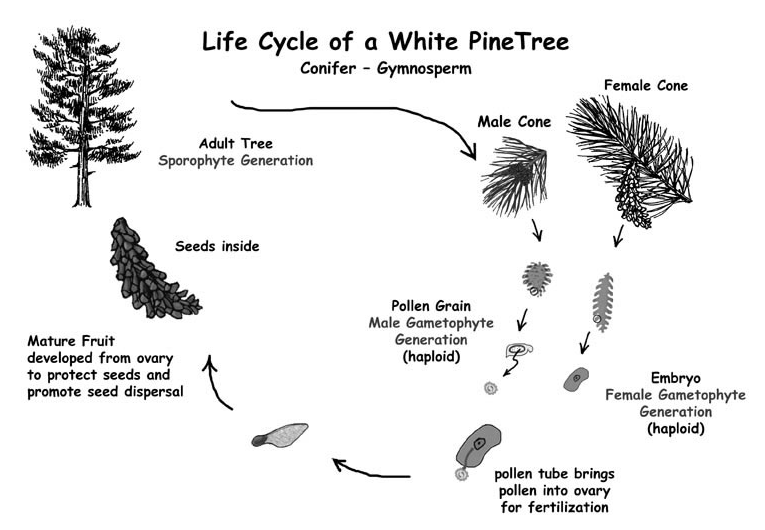 Life Cycle of a White PineTree
Conifer - Gymnosperm
Female Cone
Male Cone
Adult Tree
Sporophyte Generation
Seeds inside
Pollen Grain
Male Gametophyte
Generation
(haploid)
Mature Fruit
developed from ovary
to protect seeds and
promote seed dispersal
Embryo
Female Gametophyte
Generation
(haploid)
pollen tube brings
pollen into ovary
for fertilization